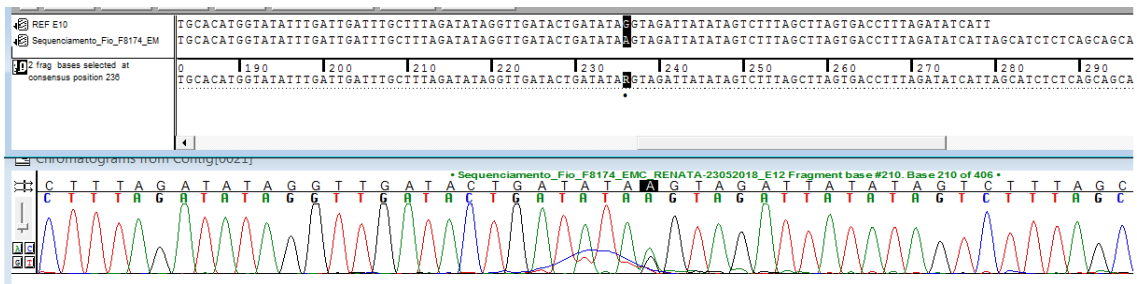 REF E10 TGCACATGGTATATTTGATTGATTTGCTTTAGATATAGGTTGATACTGATATAGGTAGATTATATAGTCTTTAGCTTAGTGACCTTTAGATATCATT
Sequenciamento_Fio_F8174_EM TGCACATGGTATATTTGATTGATTTGCTTTAGATATAGGTTGATACTGATATAAGTAGATTATATAGTCTTTAGCTTAGTGACCTTTAGATATCATTAGCATCTCTCAGCAGCA
2 frag bases selected at
consensus position 236
0 190 200 210 220 230 240 250 260 270 280 290
TGCACATGGTATATTTGATTGATTTGCTTTAGATATAGGTTGATACTGATATARGTAGATTATATAGTCTTTAGCTTAGTGACCTTTAGATATCATTAGCATCTCTCAGCAGCA
Chromatograms from Contig[0021]
• Sequenciamento_Fio_F8174_EMC_RENATA-23052018_E12 Fragment base #210. Base 210 of 406 •
C T T T A G A T A T A G G T T G A T A C T G A T A T A A G T A G A T T A T A T A G T C T T T A G C
C T T T A G A T A T A G G T T G A T A C T G A T A T A A G T A G A T T A T A T A G T C T T T A G C
A C
G T